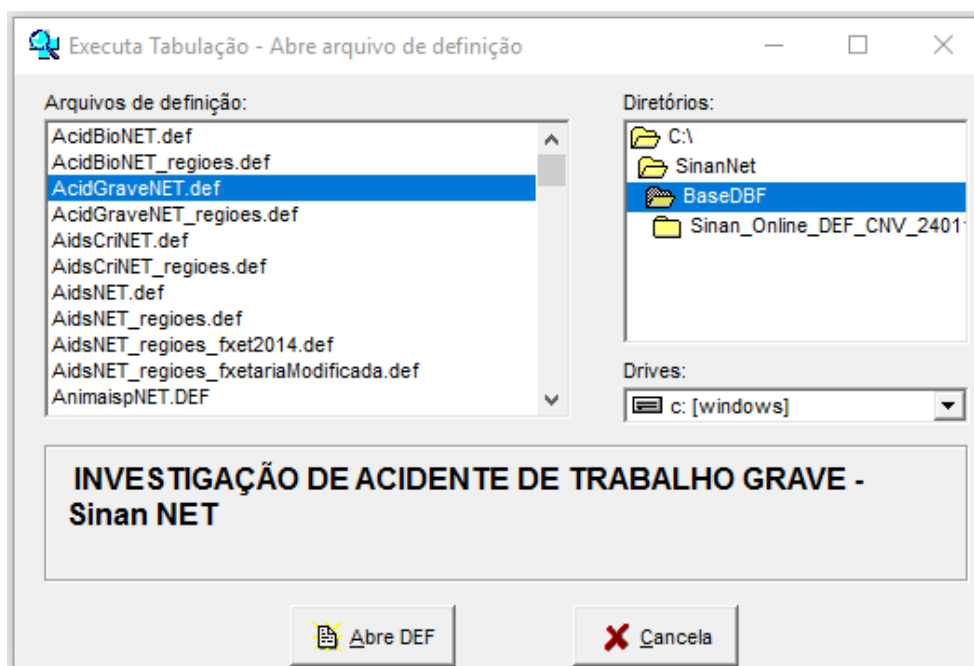 Executa Tabulação - Abre arquivo de definição
Arquivos de definição:
AcidBioNET.def
AcidBioNET_regioes.def
AcidGraveNET.def
AcidGraveNET_regioes.def
AidsCriNET.def
AidsCriNET_regioes.def
AidsNET.def
AidsNET_regioes.def
AidsNET_regioes_fxet2014.def
AidsNET_regioes_fxetariaModificada.def
AnimaispNET.DEF
Diretórios:
C:\
SinanNet
BaseDBF
Sinan_Online_DEF_CNV_2401
Drives:
c: [windows]
INVESTIGAÇÃO DE ACIDENTE DE TRABALHO GRAVE -
Sinan NET
Abre DEF
Cancela